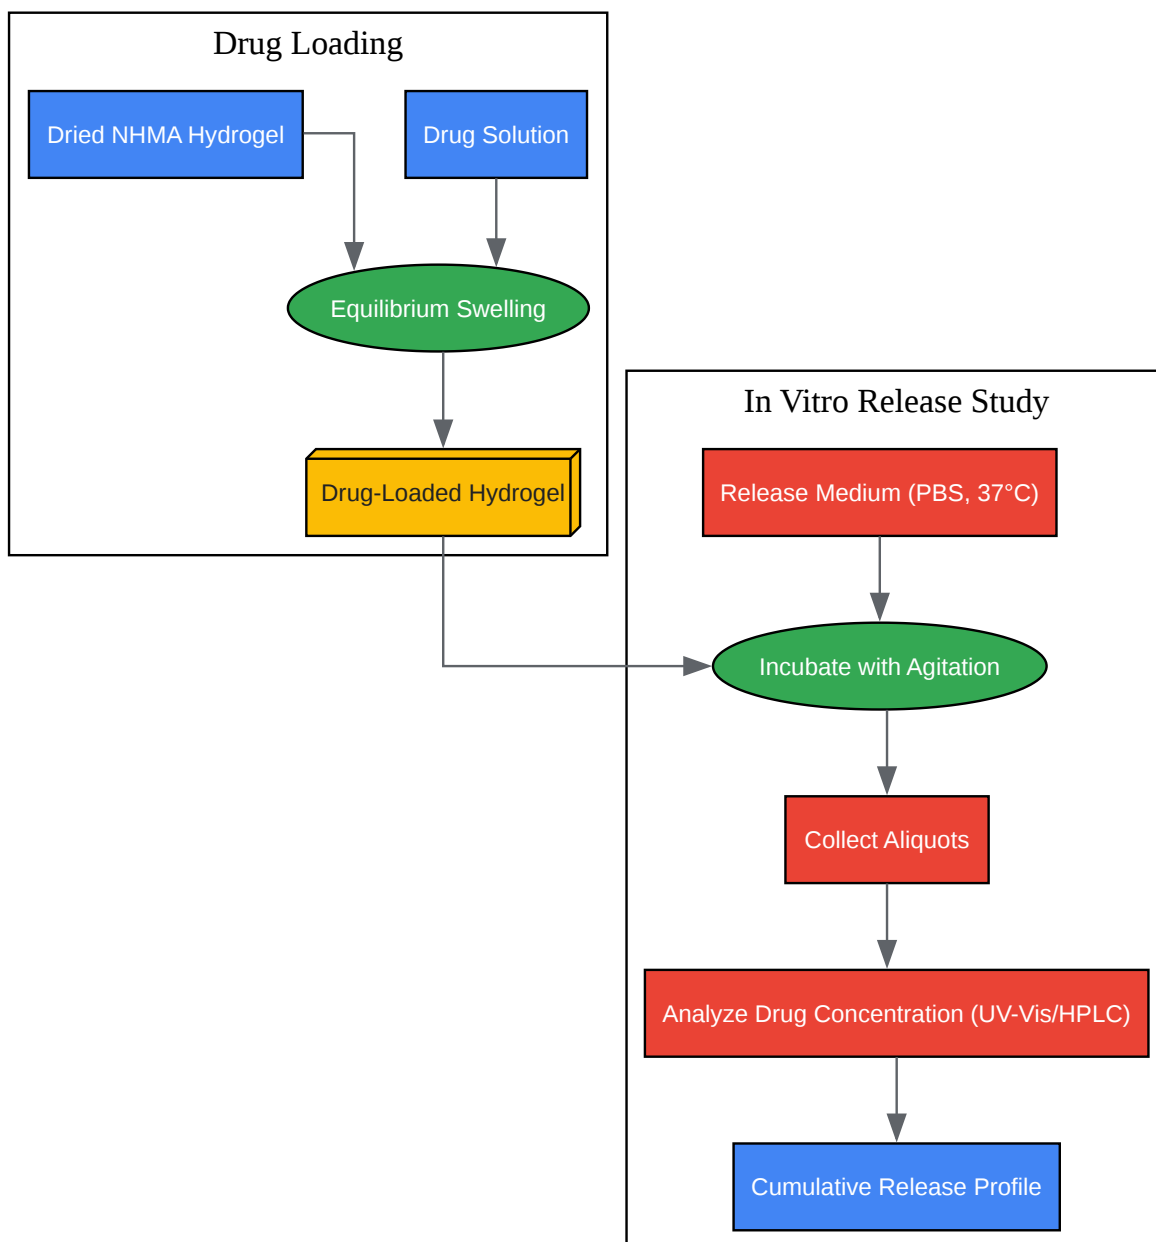 Drug Loading
Dried NHMA Hydrogel
Drug Solution
Equilibrium Swelling
Drug-Loaded Hydrogel
In Vitro Release Study
Release Medium (PBS, 37°C)
Incubate with Agitation
Collect Aliquots
Analyze Drug Concentration (UV-Vis/HPLC)
Cumulative Release Profile